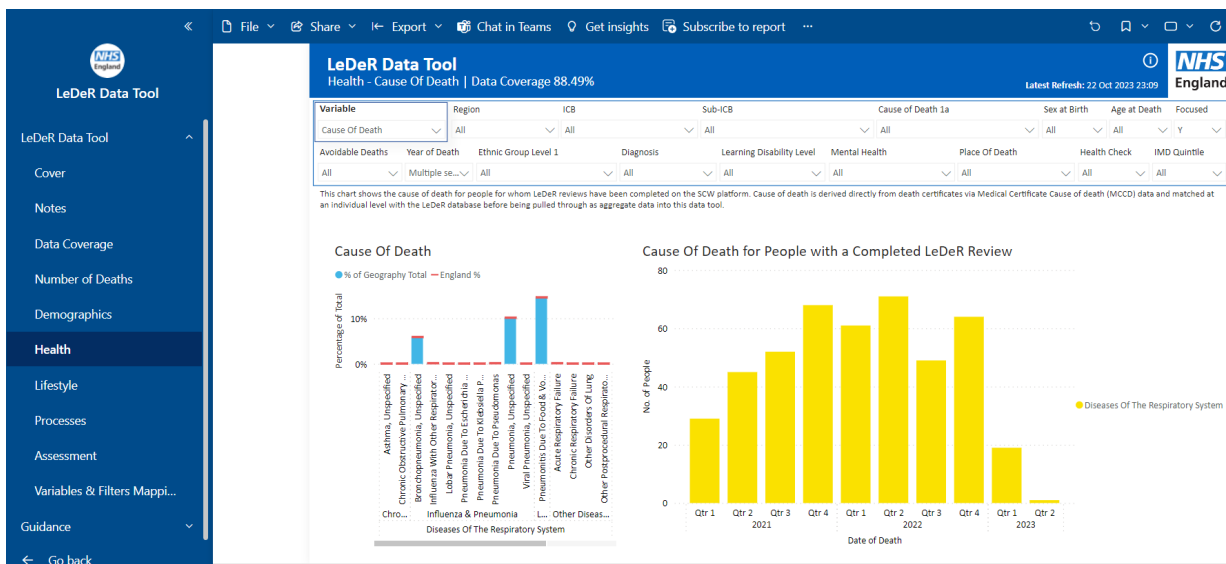 File Share Export Chat in Teams Get insights Subscribe to report ...
NHS
England
LeDeR Data Tool
LeDeR Data Tool
Cover
Notes
Data Coverage
Number of Deaths
Demographics
Health
Lifestyle
Processes
Assessment
Variables & Filters Mappi...
Guidance
Go back
LeDeR Data Tool
Health - Cause Of Death | Data Coverage 88.49%
Latest Refresh: 22 Oct 2023 23:09
NHS
England
Variable Region ICB Sub-ICB Cause of Death 1a Sex at Birth Age at Death Focused
Cause Of Death All All All All All All Y
Avoidable Deaths Year of Death Ethnic Group Level 1 Diagnosis Learning Disability Level Mental Health Place Of Death Health Check IMD Quintile
All Multiple se... All All All All All All All
This chart shows the cause of death for people for whom LeDeR reviews have been completed on the SCW platform. Cause of death is derived directly from death certificates via Medical Certificate Cause of death (MCCD) data and matched at
an individual level with the LeDeR database before being pulled through as aggregate data into this data tool.
Cause Of Death
% of Geography Total England %
Percentage of Total
10%
0%
Asthma, Unspecified
Chronic Obstructive Pulmonary ...
Bronchopneumonia, Unspecified
Influenza With Other Respirator...
Lobar Pneumonia, Unspecified
Pneumonia Due To Escherichia ...
Pneumonia Due To Klebsiella P...
Pneumonia Due To Pseudomonas
Pneumonia, Unspecified
Viral Pneumonia, Unspecified
Pneumonitis Due To Food & Vo...
Acute Respiratory Failure
Chronic Respiratory Failure
Other Disorders Of Lung
Other Postprocedural Respirato...
Chro... Influenza & Pneumonia L... Other Diseas...
Diseases Of The Respiratory System
Cause Of Death for People with a Completed LeDeR Review
No. of People
80
60
40
20
0
Qtr 1 Qtr 2 Qtr 3 Qtr 4 Qtr 1 Qtr 2 Qtr 3 Qtr 4 Qtr 1 Qtr 2
2021 2022 2023
Date of Death
Diseases Of The Respiratory System